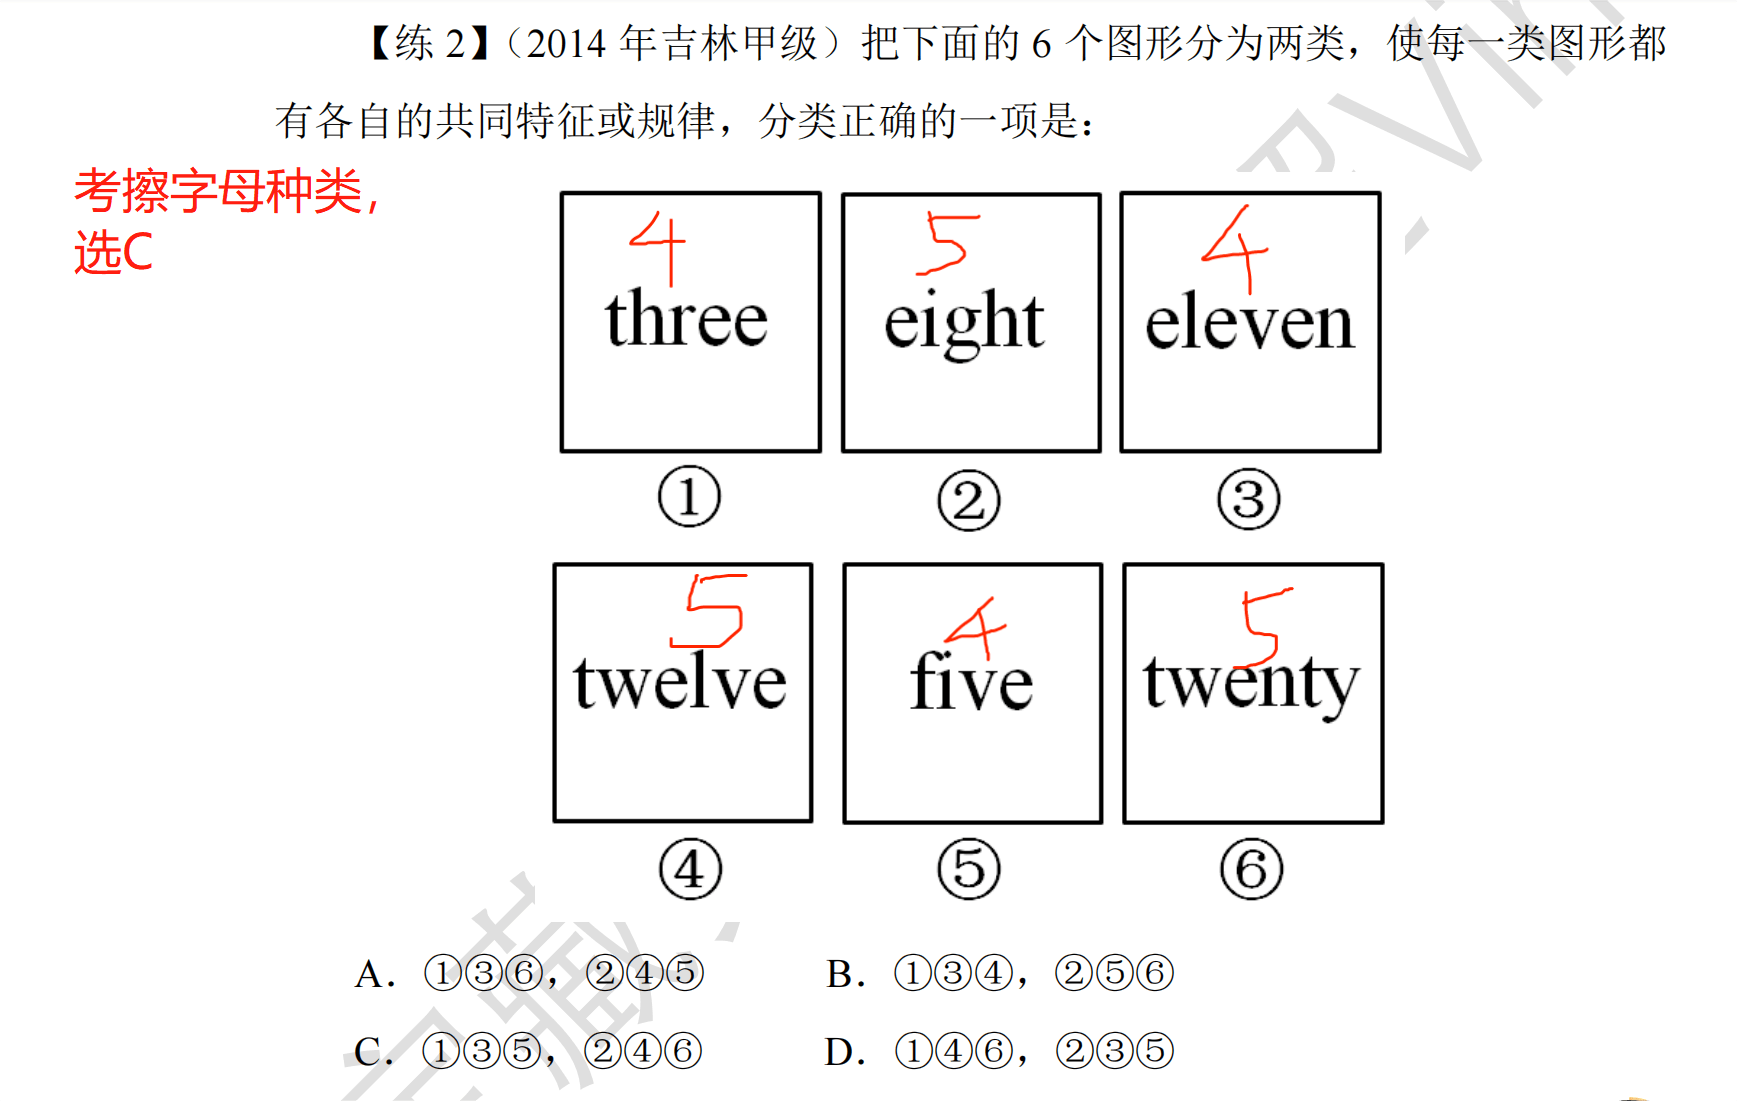 【练 2】（2014 年吉林甲级）把下面的 6 个图形分为两类，使每一类图形都
有各自的共同特征或规律，分类正确的一项是：
考擦字母种类，
选C
4 5 4
three eight eleven
① ② ③
5 4 5
twelve five twenty
④ ⑤ ⑥
A. ①③⑥，②④⑤ B. ①③④，②⑤⑥
C. ①③⑤，②④⑥ D. ①④⑥，②③⑤